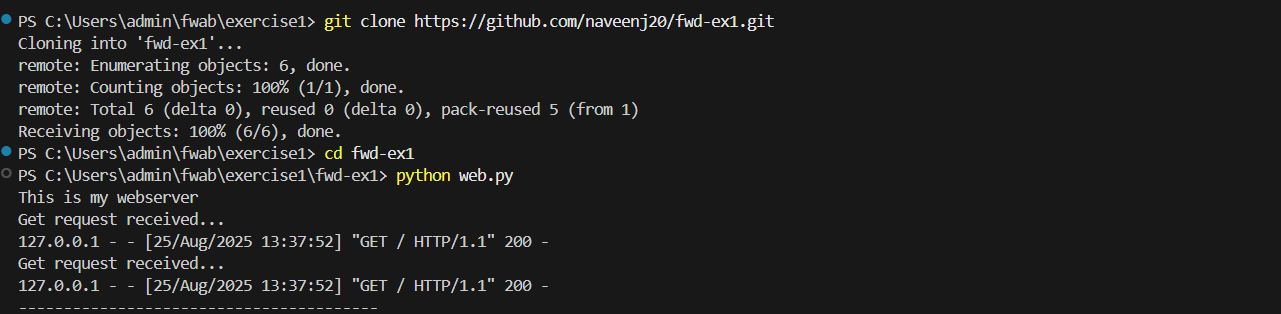 PS C:\Users\admin\fwab\exercise1> git clone https://github.com/naveenj20/fwd-ex1.git
Cloning into 'fwd-ex1'...
remote: Enumerating objects: 6, done.
remote: Counting objects: 100% (1/1), done.
remote: Total 6 (delta 0), reused 0 (delta 0), pack-reused 5 (from 1)
Receiving objects: 100% (6/6), done.
PS C:\Users\admin\fwab\exercise1> cd fwd-ex1
PS C:\Users\admin\fwab\exercise1\fwd-ex1> python web.py
This is my webserver
Get request received...
127.0.0.1 - - [25/Aug/2025 13:37:52] "GET / HTTP/1.1" 200 -
Get request received...
127.0.0.1 - - [25/Aug/2025 13:37:52] "GET / HTTP/1.1" 200 -
----------------------------------------